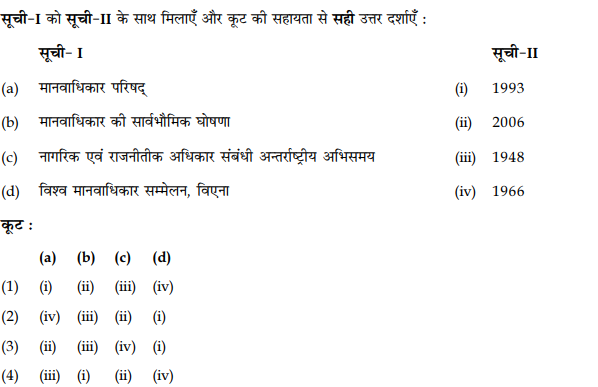 सूची-I को सूची-II के साथ मिलाएँ और कूट की सहायता से सही उत्तर दर्शाएँ :
सूची- I सूची-II
(a) मानवाधिकार परिषद् (i) 1993
(b) मानवाधिकार की सार्वभौमिक घोषणा (ii) 2006
(c) नागरिक एवं राजनीतीक अधिकार संबंधी अन्तर्राष्ट्रीय अभिसमय (iii) 1948
(d) विश्व मानवाधिकार सम्मेलन, विएना (iv) 1966
कूट :
(a) (b) (c) (d)
(1) (i) (ii) (iii) (iv)
(2) (iv) (iii) (ii) (i)
(3) (ii) (iii) (iv) (i)
(4) (iii) (i) (ii) (iv)